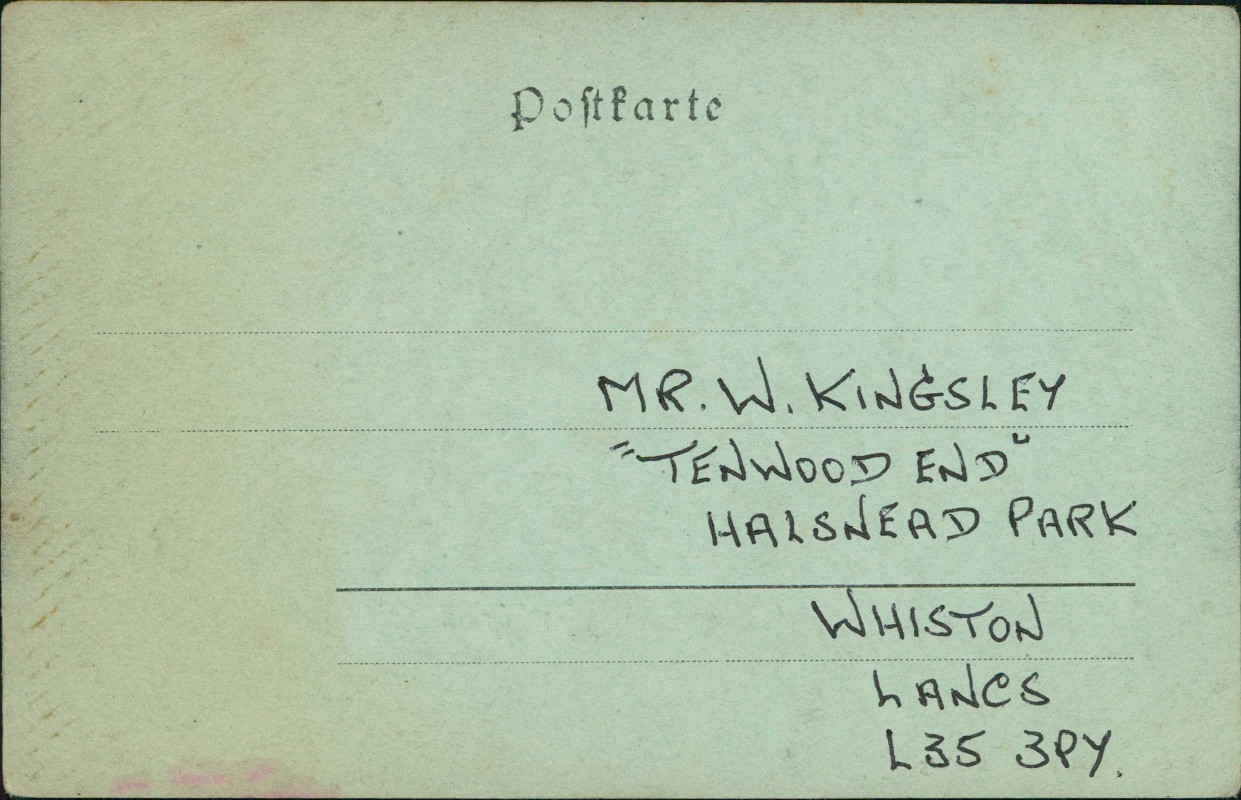 Postkarte
MR. W. KINGSLEY
"TENWOOD END"
HALSNEAD PARK
WHISTON
LANCS
L35 3PY.